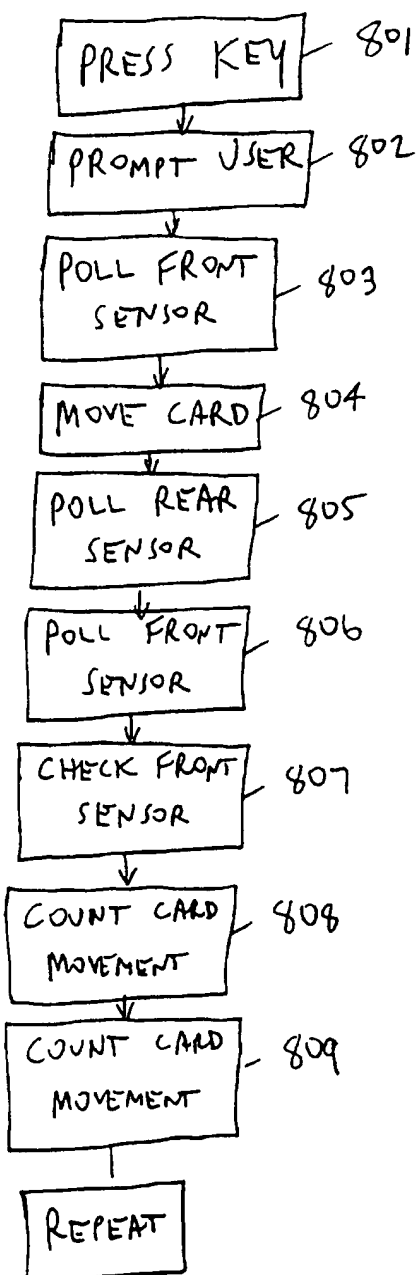 PRESS KEY 801
PROMPT USER 802
POLL FRONT
SENSOR 803
MOVE CARD 804
POLL REAR
SENSOR 805
POLL FRONT
SENSOR 806
CHECK FRONT
SENSOR 807
COUNT CARD
MOVEMENT 808
COUNT CARD
MOVEMENT 809
REPEAT